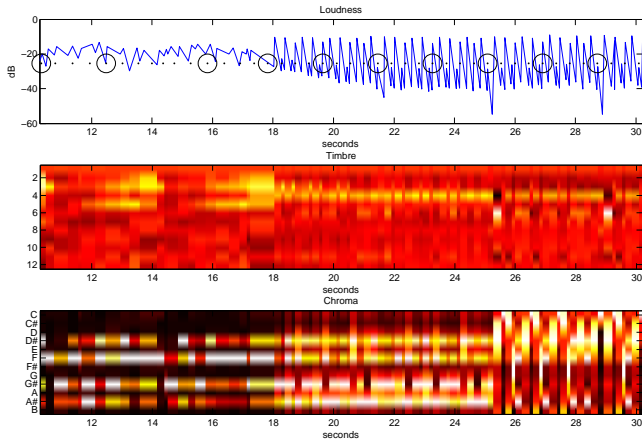 Loudness
0
−20
−40
−60
dB
12 14 16 18 20 22 24 26 28 30
seconds
Timbre
2
4
6
8
10
12
12 14 16 18 20 22 24 26 28 30
seconds
Chroma
C
C#
D
D#
E
F
F#
G
G#
A
A#
B
12 14 16 18 20 22 24 26 28 30
seconds